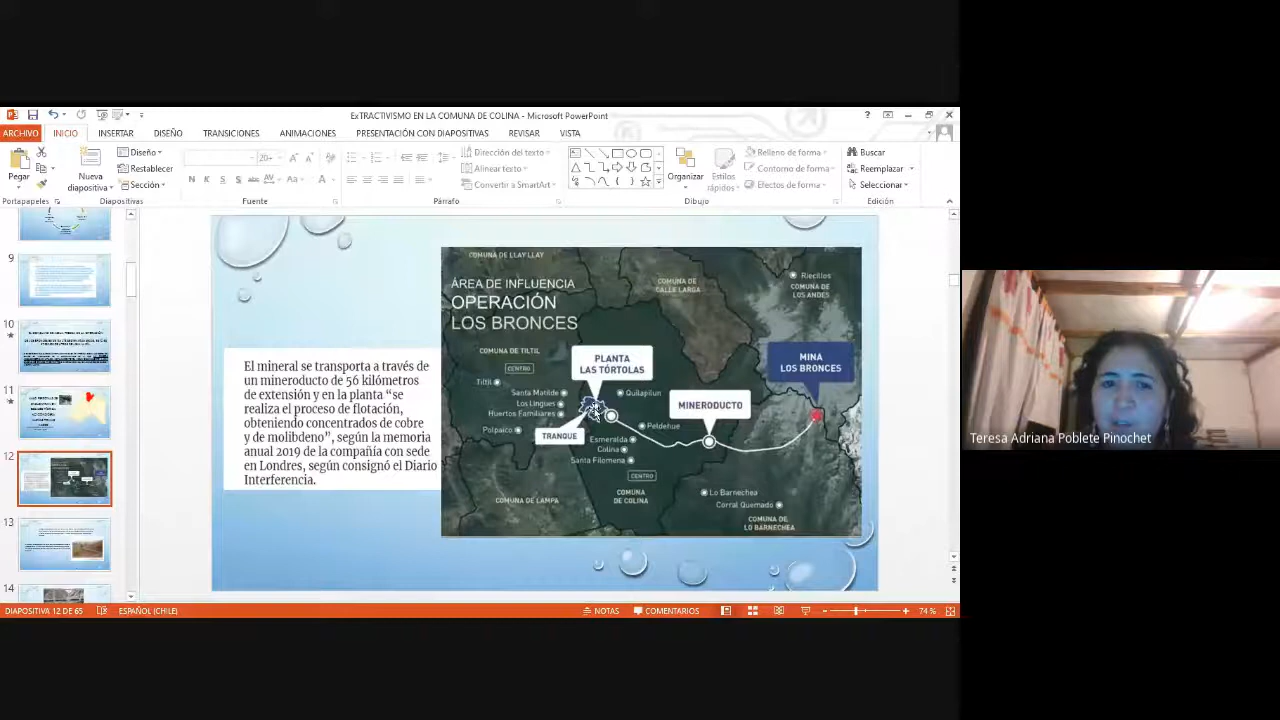 ExTRACTIVISMO EN LA COMUNA DE COLINA - Microsoft PowerPoint
ARCHIVO INICIO INSERTAR DISEÑO TRANSICIONES ANIMACIONES PRESENTACIÓN CON DIAPOSITIVAS REVISAR VISTA
Pegar
Nueva
diapositiva
Diseño
Restablecer
Sección
20+
Dirección del texto
Alinear texto
Convertir a SmartArt
Organizar
Estilos
rápidos
Relleno de forma
Contorno de forma
Efectos de forma
Buscar
Reemplazar
Seleccionar
Portapapeles Diapositivas Fuente Párrafo Dibujo Edición
9
10
11
12
13
14
El mineral se transporta a través de
un mineroducto de 56 kilómetros
de extensión y en la planta “se
realiza el proceso de flotación,
obteniendo concentrados de cobre
y de molibdeno”, según la memoria
anual 2019 de la compañía con sede
en Londres, según consignó el Diario
Interferencia.
COMUNA DE LLAY LLAY
ÁREA DE INFLUENCIA
OPERACIÓN
LOS BRONCES
COMUNA DE
CALLE LARGA
Riecillos
COMUNA DE
LOS ANDES
COMUNA DE TILTIL
CENTRO
Tiltil
PLANTA
LAS TÓRTOLAS
MINA
LOS BRONCES
Santa Matilde
Los Lingues
Huertos Familiares
Polpaico
Quilapilun
MINERODUCTO
TRANQUE
Peldehue
Esmeralda
Colina
Santa Filomena
CENTRO
COMUNA
DE COLINA
COMUNA DE LAMPA
Lo Barnechea
Corral Quemado
COMUNA DE
LO BARNECHEA
Teresa Adriana Poblete Pinochet
DIAPOSITIVA 12 DE 65 ESPAÑOL (CHILE) NOTAS COMENTARIOS 74 %